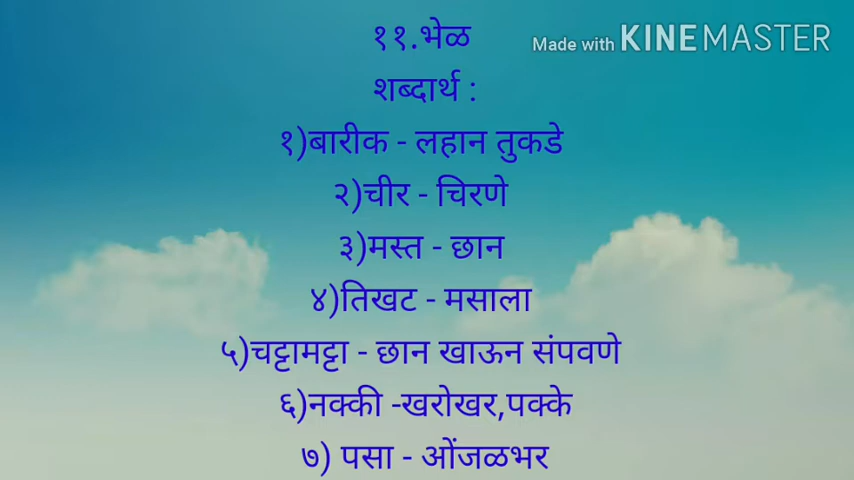 ११.भेळ
Made with KINEMASTER
शब्दार्थ :
१)बारीक - लहान तुकडे
२)चीर - चिरणे
३)मस्त - छान
४)तिखट - मसाला
५)चट्टामट्टा - छान खाऊन संपवणे
६)नक्की -खरोखर,पक्के
७) पसा - ओंजळभर